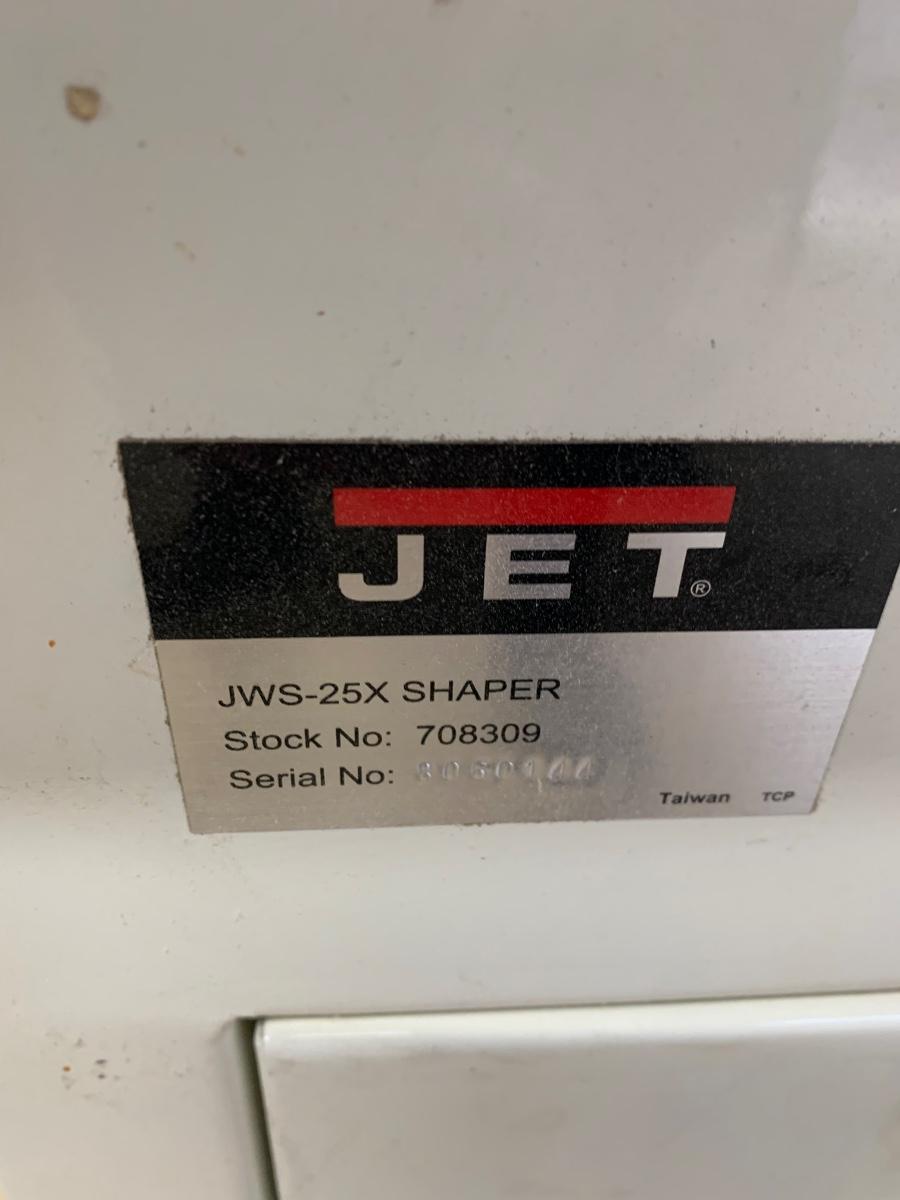 JET®
JWS-25X SHAPER
Stock No: 708309
Serial No:
Taiwan TCP